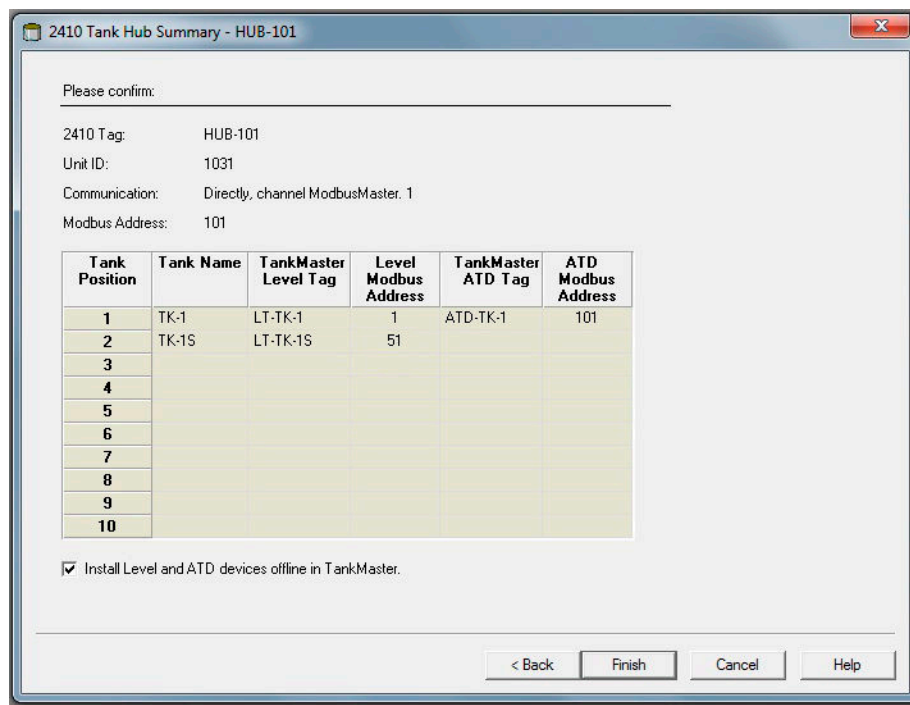 2410 Tank Hub Summary - HUB-101
Please confirm:
2410 Tag: HUB-101
Unit ID: 1031
Communication: Directly, channel ModbusMaster. 1
Modbus Address: 101
Tank Position Tank Name TankMaster Level Tag Level Modbus Address TankMaster ATD Tag ATD Modbus Address
1 TK-1 LT-TK-1 1 ATD-TK-1 101
2 TK-1S LT-TK-1S 51
3
4
5
6
7
8
9
10
Install Level and ATD devices offline in TankMaster.
< Back Finish Cancel Help